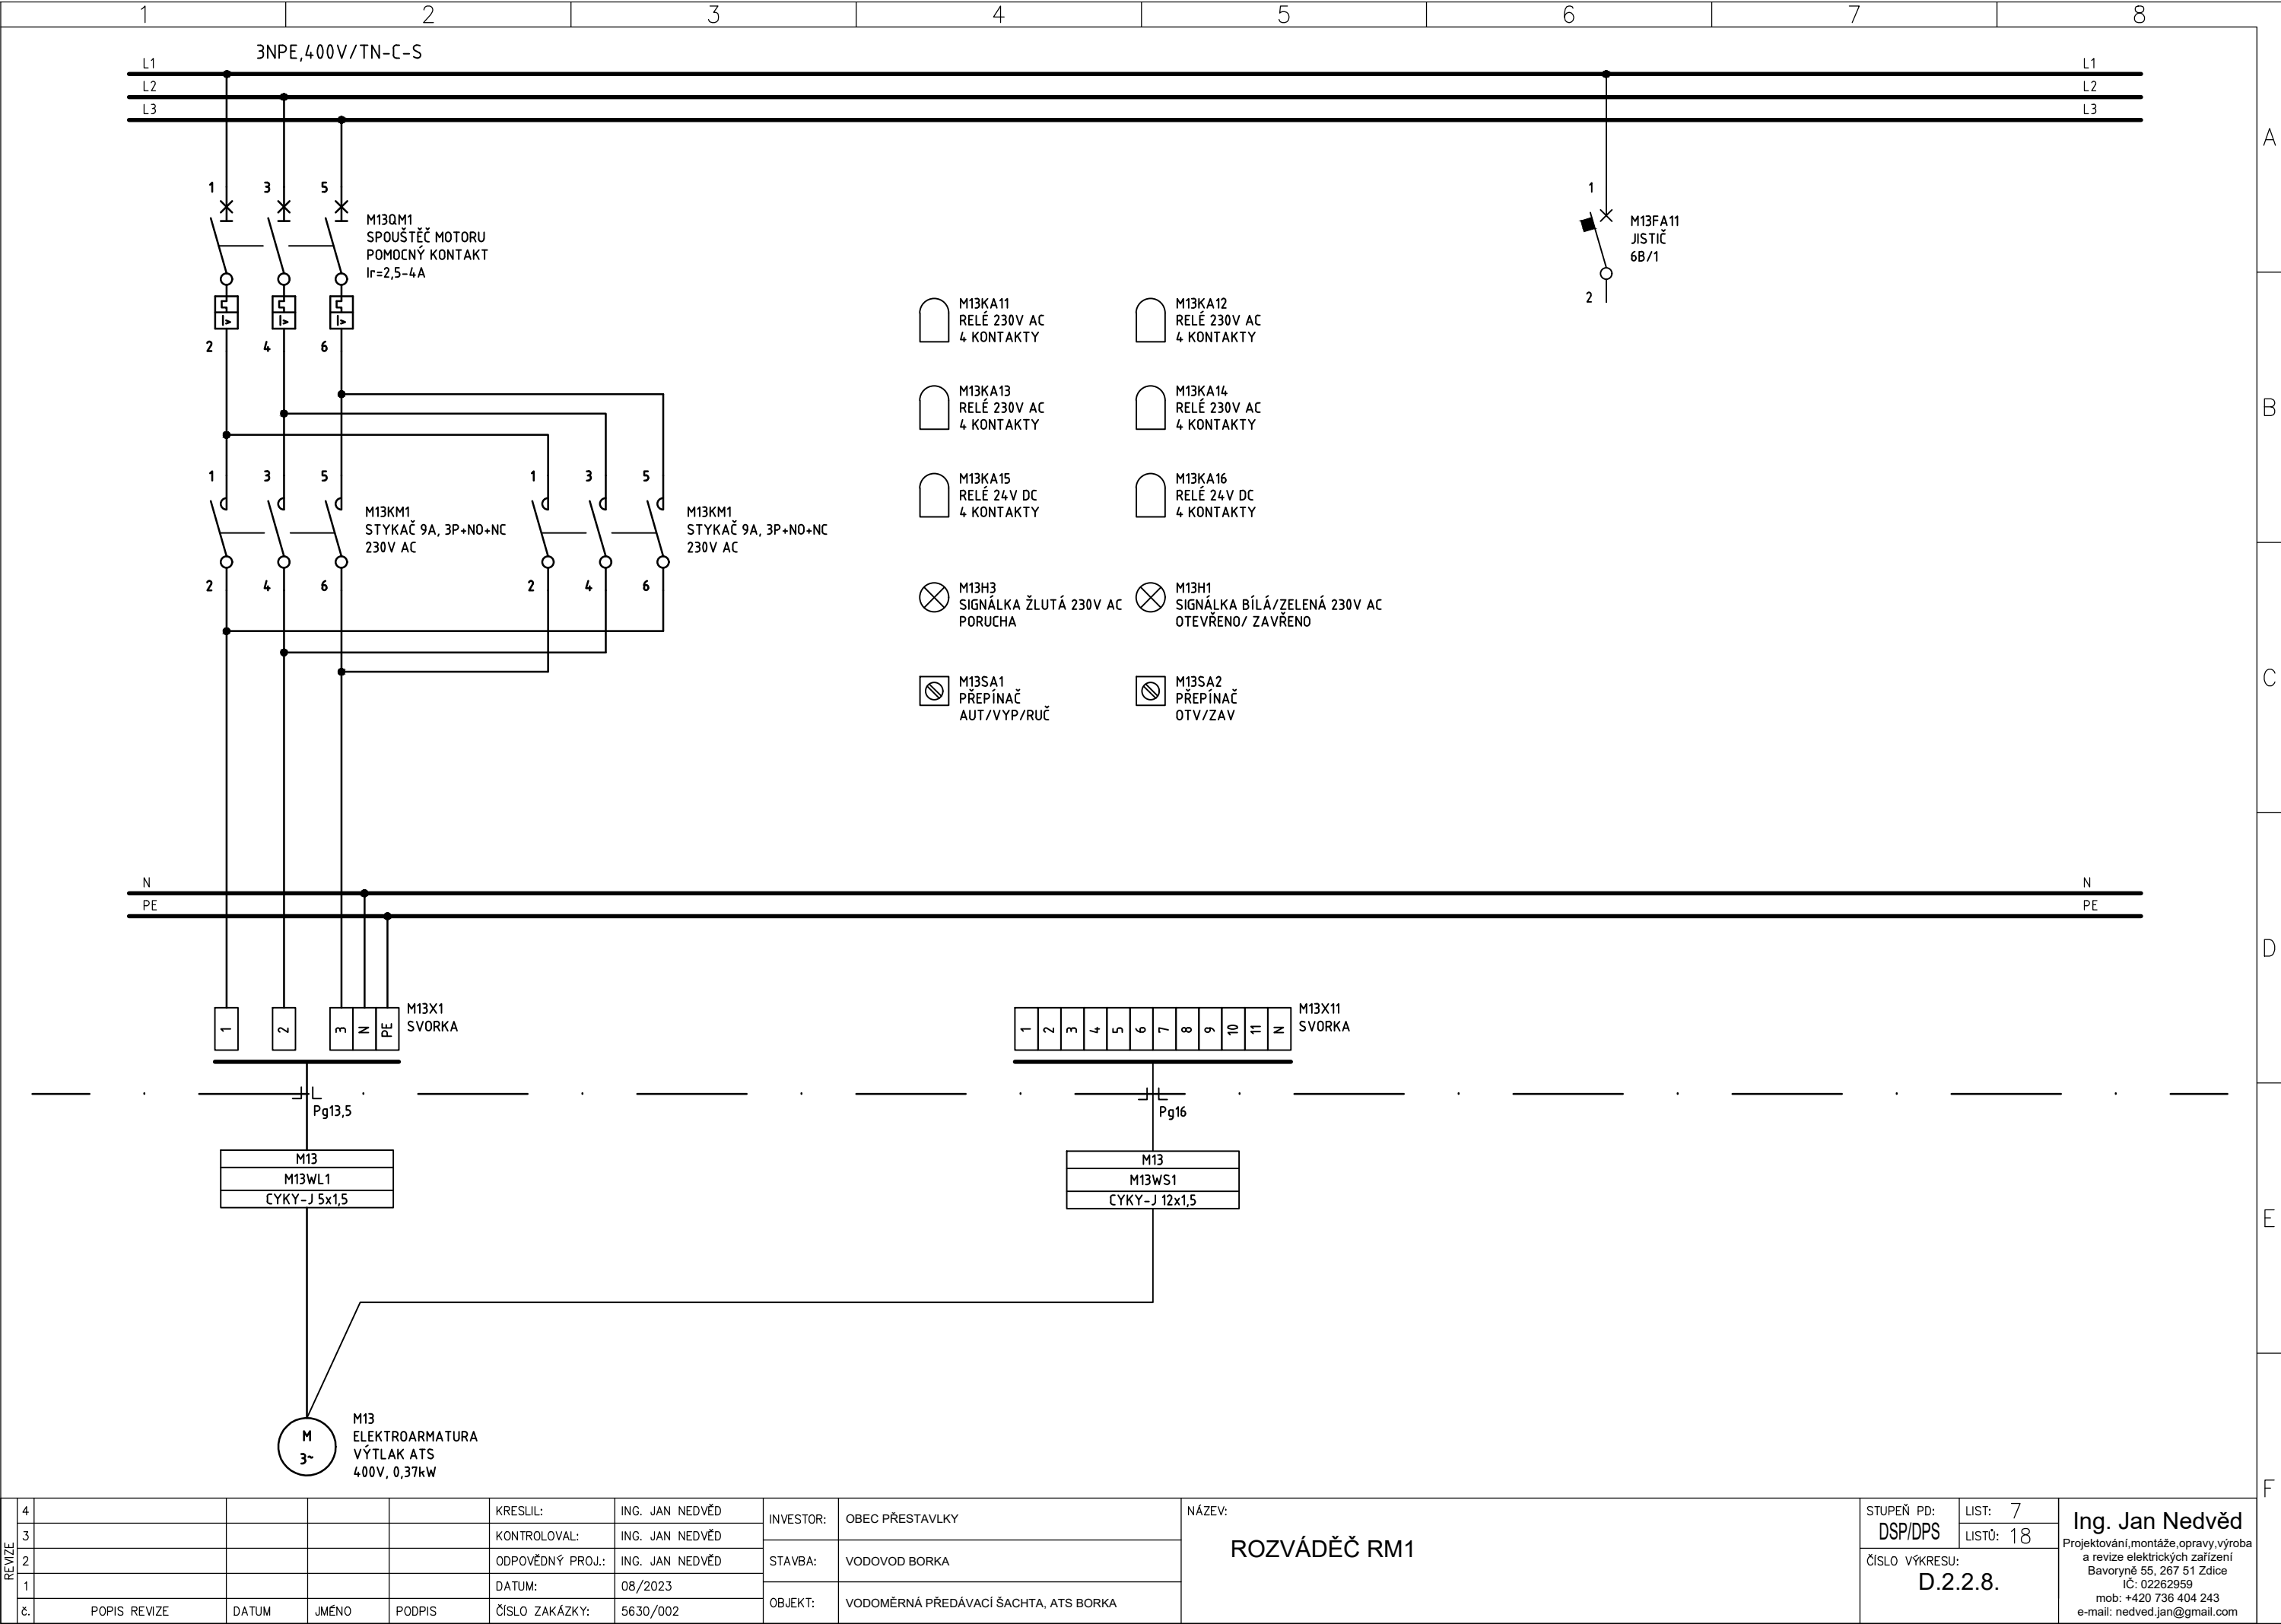 1 2 3 4 5 6 7 8
3NPE,400V/TN-C-S
L1 L1
L2 L2
L3 L3
A
B
C
D
E
F
1 3 5
M13QM1
SPOUŠTĚČ MOTORU
POMOCNÝ KONTAKT
Ir=2,5-4A
I> I> I>
2 4 6
1
M13FA11
JISTIČ
6B/1
2
M13KA11
RELÉ 230V AC
4 KONTAKTY
M13KA12
RELÉ 230V AC
4 KONTAKTY
M13KA13
RELÉ 230V AC
4 KONTAKTY
M13KA14
RELÉ 230V AC
4 KONTAKTY
M13KA15
RELÉ 24V DC
4 KONTAKTY
M13KA16
RELÉ 24V DC
4 KONTAKTY
1 3 5
M13KM1
STYKAČ 9A, 3P+NO+NC
230V AC
2 4 6
1 3 5
M13KM1
STYKAČ 9A, 3P+NO+NC
230V AC
2 4 6
M13H3
SIGNÁLKA ŽLUTÁ 230V AC
PORUCHA
M13H1
SIGNÁLKA BÍLÁ/ZELENÁ 230V AC
OTEVŘENO/ ZAVŘENO
M13SA1
PŘEPÍNAČ
AUT/VYP/RUČ
M13SA2
PŘEPÍNAČ
OTV/ZAV
N N
PE PE
1 2 3 N PE
M13X1
SVORKA
1 2 3 4 5 6 7 8 9 10 11 N
M13X11
SVORKA
Pg13,5
Pg16
M13
M13WL1
CYKY-J 5x1,5
M13
M13WS1
CYKY-J 12x1,5
M
3~
M13
ELEKTROARMATURA
VÝTLAK ATS
400V, 0,37kW
REVIZE
4
3
2
1
č. POPIS REVIZE DATUM JMÉNO PODPIS
KRESLIL: ING. JAN NEDVĚD
KONTROLOVAL: ING. JAN NEDVĚD
ODPOVĚDNÝ PROJ.: ING. JAN NEDVĚD
DATUM: 08/2023
ČÍSLO ZAKÁZKY: 5630/002
INVESTOR: OBEC PŘESTAVLKY
STAVBA: VODOVOD BORKA
OBJEKT: VODOMĚRNÁ PŘEDÁVACÍ ŠACHTA, ATS BORKA
NÁZEV:
ROZVÁDĚČ RM1
STUPEŇ PD:
DSP/DPS
LIST: 7
LISTŮ: 18
ČÍSLO VÝKRESU:
D.2.2.8.
Ing. Jan Nedvěd
Projektování,montáže,opravy,výroba
a revize elektrických zařízení
Bavoryně 55, 267 51 Zdice
IČ: 02262959
mob: +420 736 404 243
e-mail: nedved.jan@gmail.com